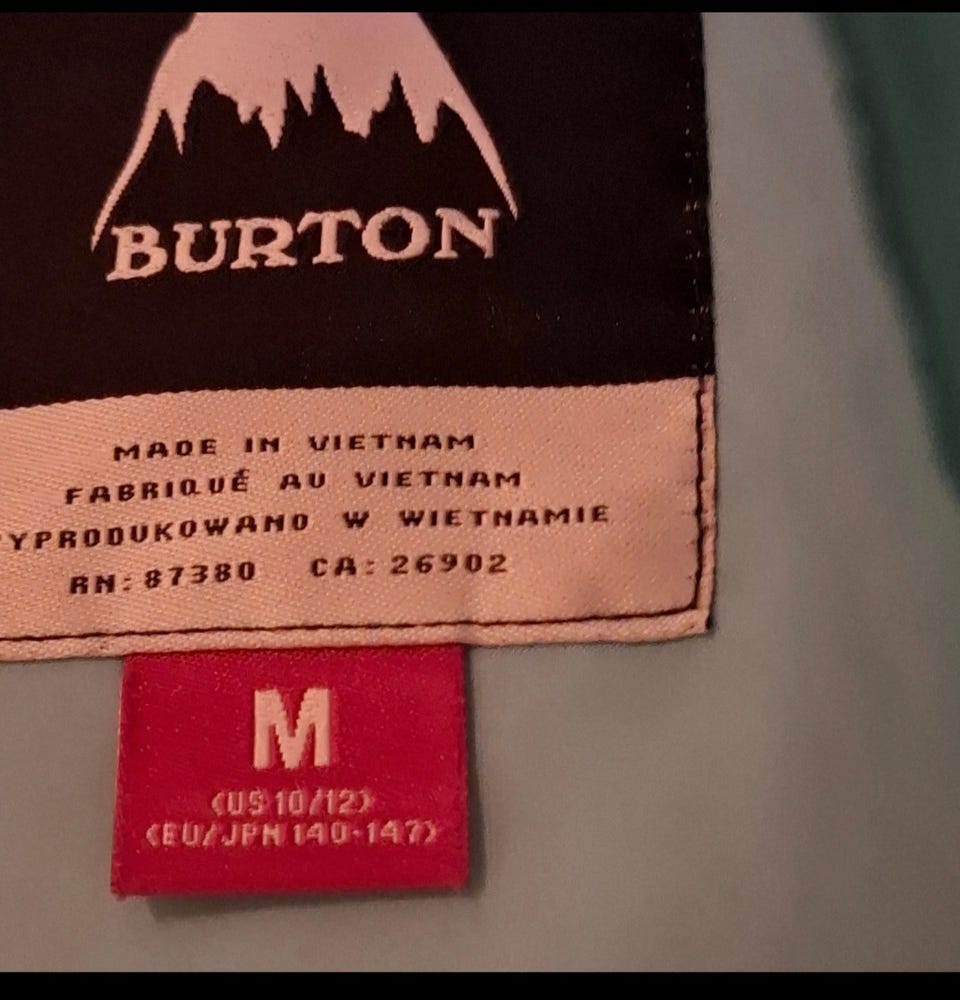 BURTON
MADE IN VIETNAM
FABRIQUÉ AU VIETNAM
YPRODUKOWANO W WIETNAMIE
RN: 87380 CA: 26902
M
(US 10/12)
(EU/JPN 140-147)